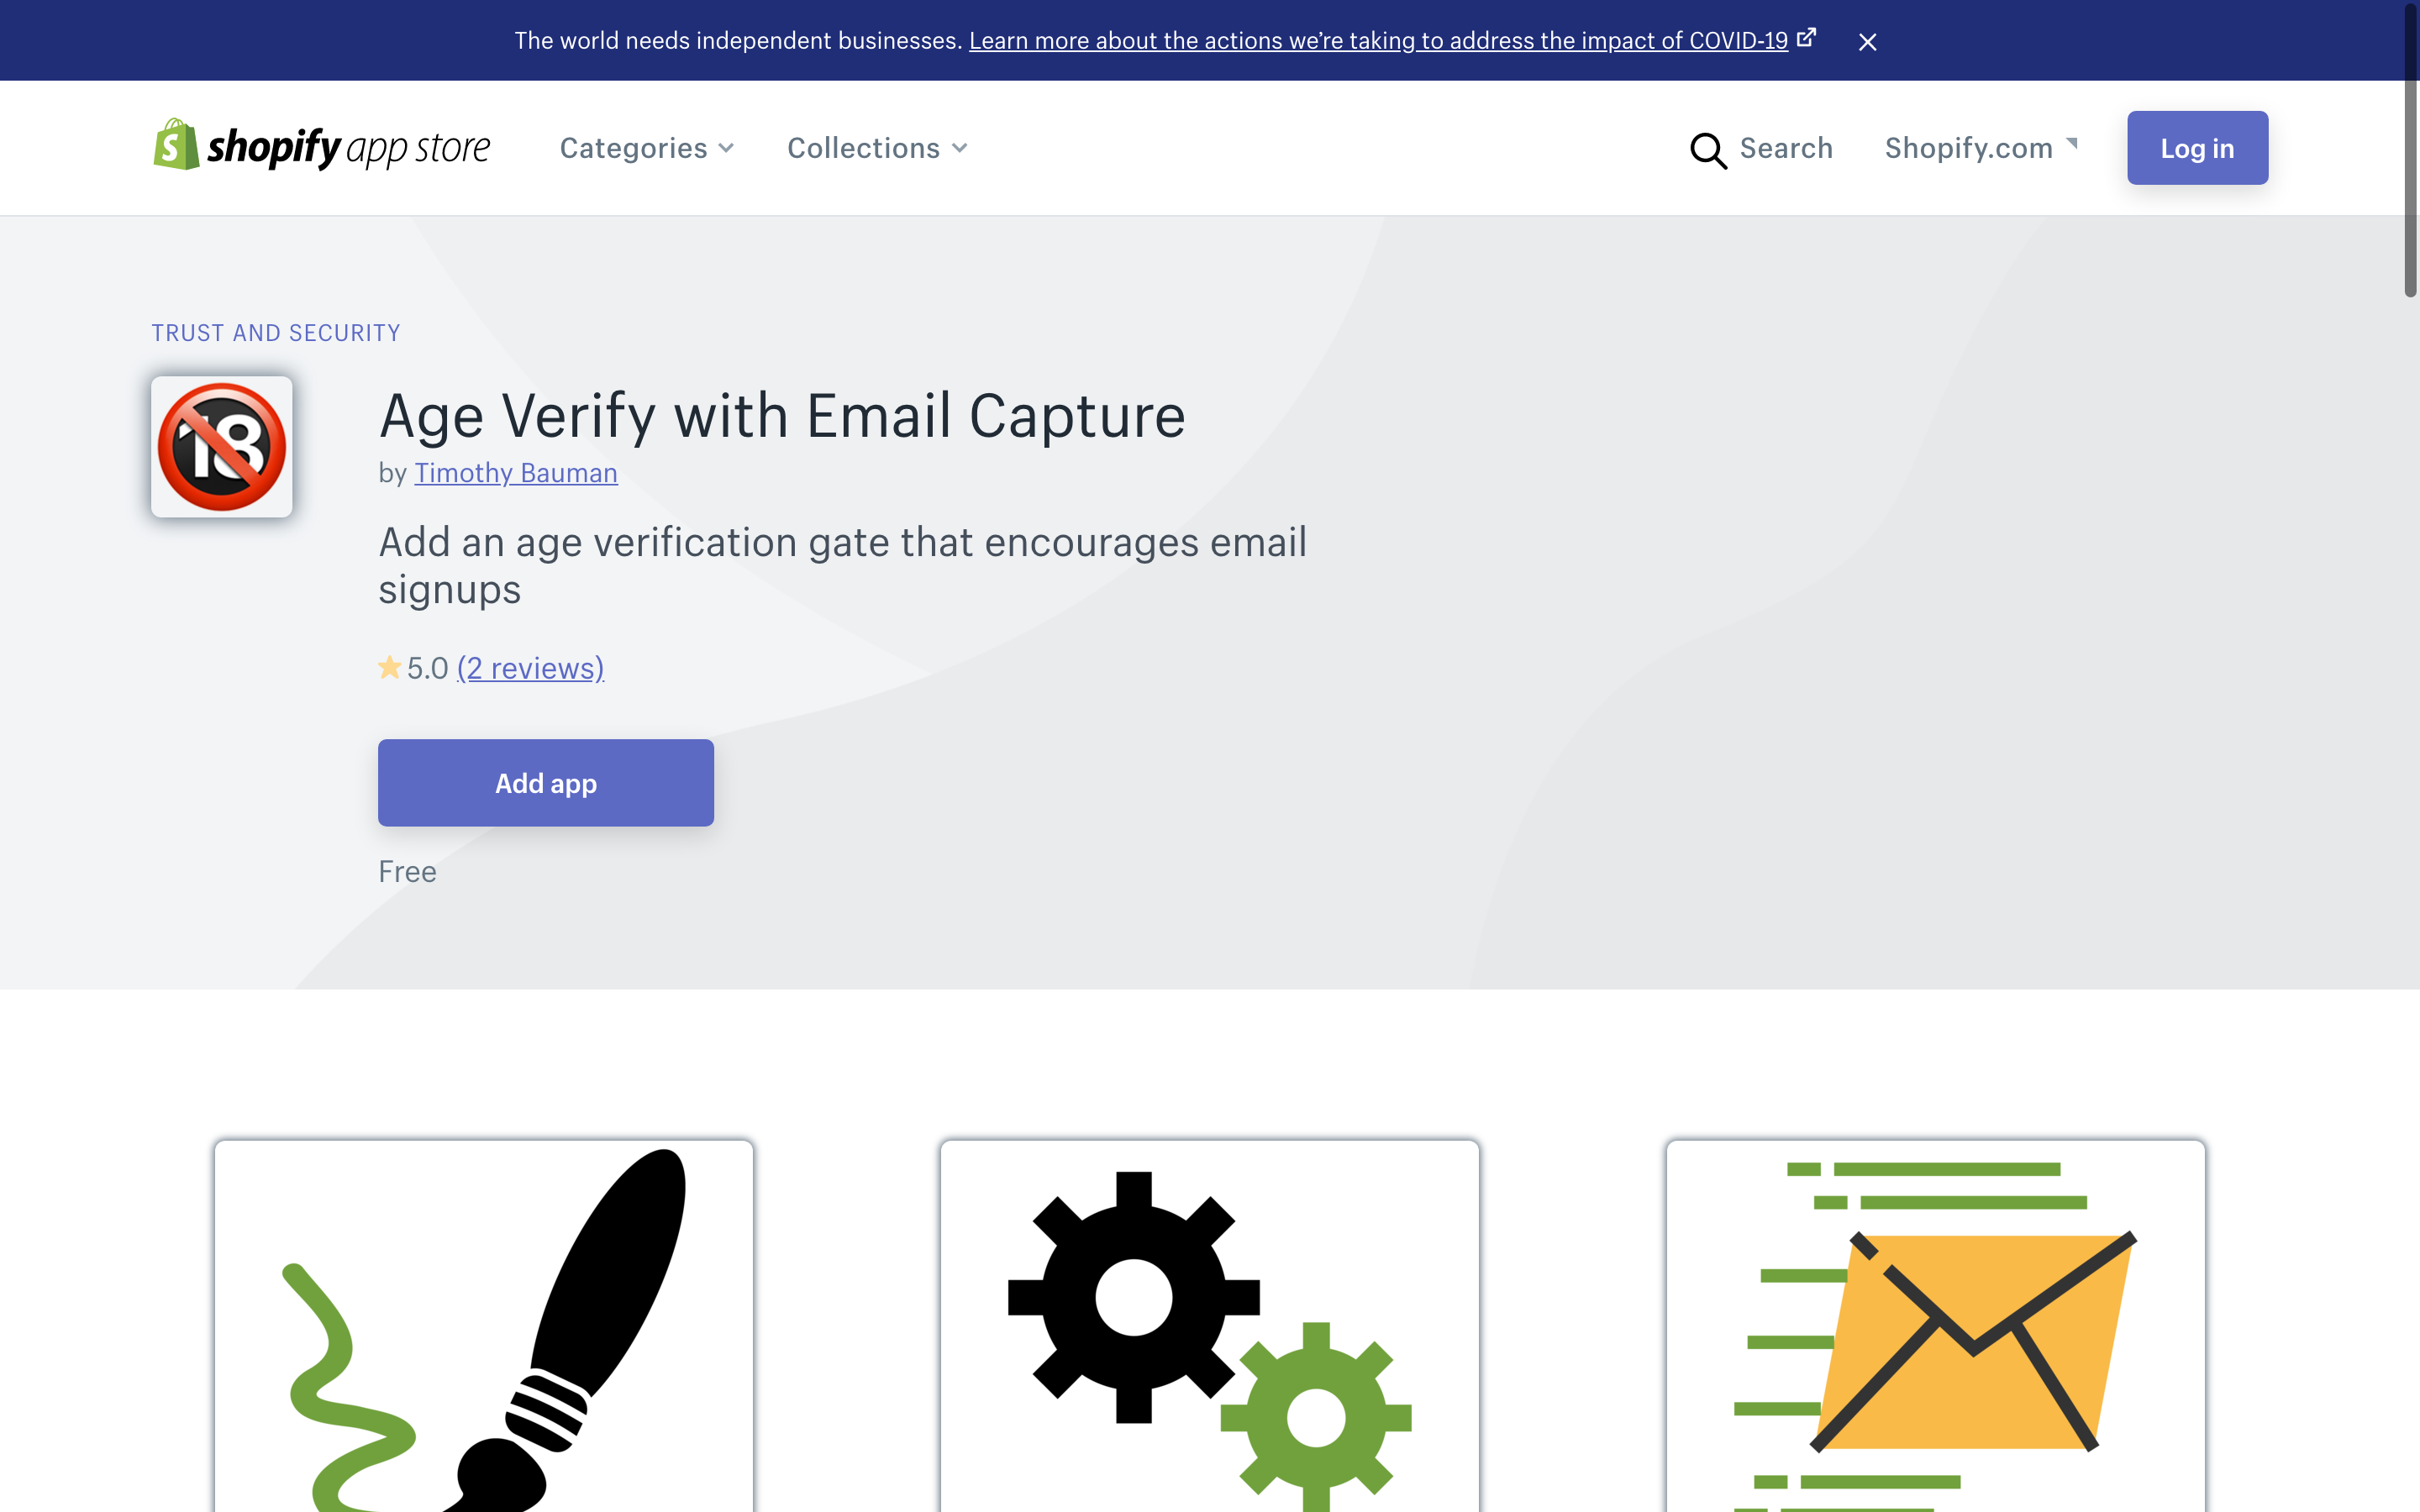 The world needs independent businesses. Learn more about the actions we’re taking to address the impact of COVID-19
shopify app store
Categories
Collections
Search
Shopify.com
Log in
TRUST AND SECURITY
18
Age Verify with Email Capture
by Timothy Bauman
Add an age verification gate that encourages email
signups
5.0 (2 reviews)
Add app
Free